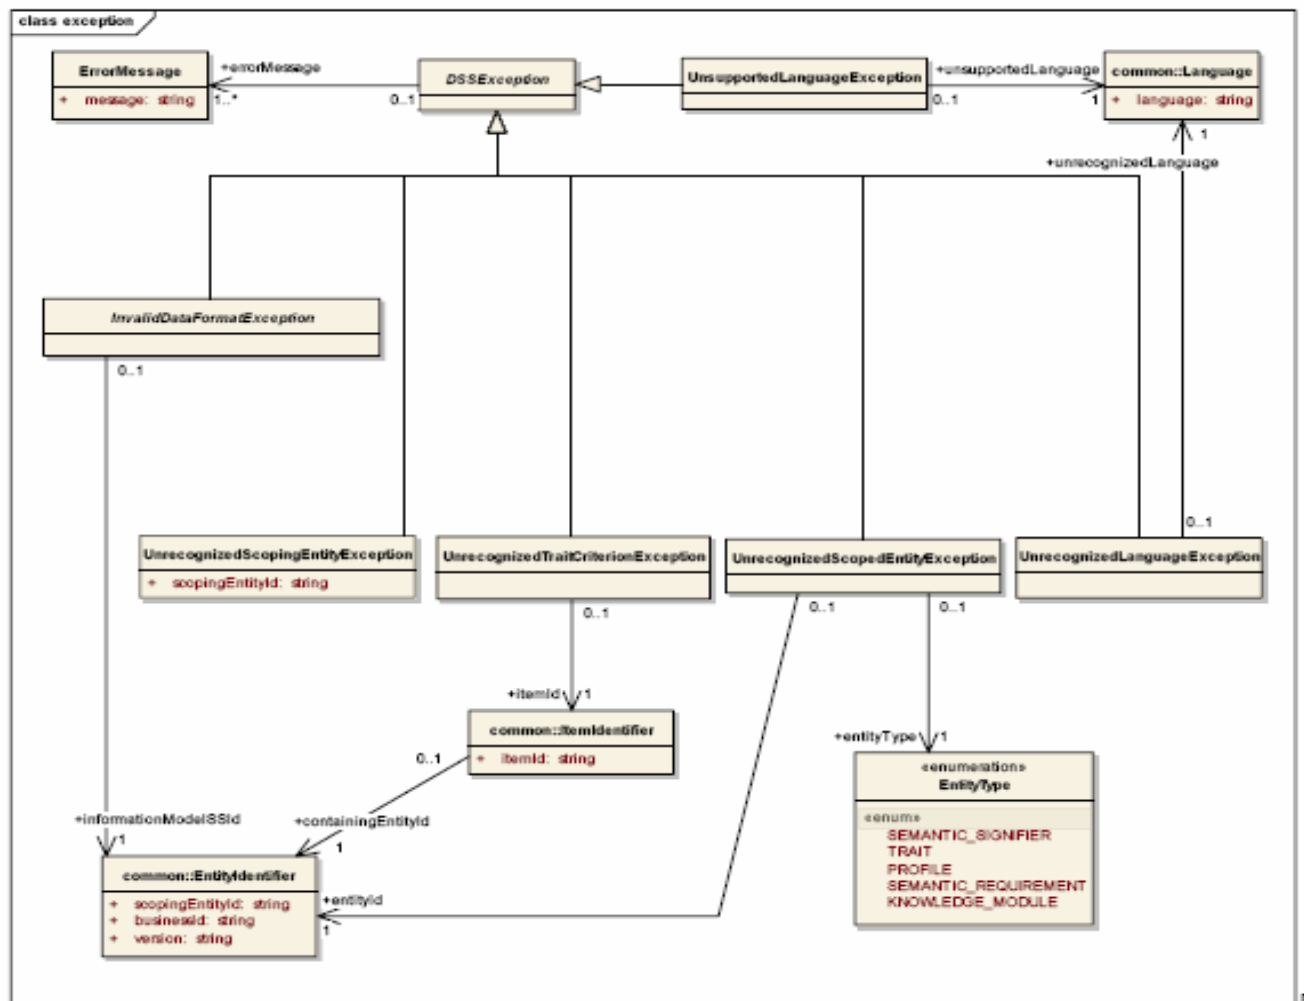 class exception
ErrorMessage
+ message: string
+errorMessage
1..*
0..1
DSSException
UnsupportedLanguageException
+unsupportedLanguage
0..1
1
common::Language
+ language: string
1
+unrecognizedLanguage
InvalidDataFormatException
0..1
0..1
UnrecognizedScopingEntityException
+ scopingEntityId: string
UnrecognizedTraitCriterionException
UnrecognizedScopedEntityException
UnrecognizedLanguageException
0..1
0..1
0..1
+itemId
1
common::ItemIdentifier
+ itemId: string
0..1
+entityType
1
«enumeration»
EntityType
«enum»
SEMANTIC_SIGNIFIER
TRAIT
PROFILE
SEMANTIC_REQUIREMENT
KNOWLEDGE_MODULE
+informationModelSSId
1
+containingEntityId
1
common::EntityIdentifier
+ scopingEntityId: string
+ businessId: string
+ version: string
+entityId
1